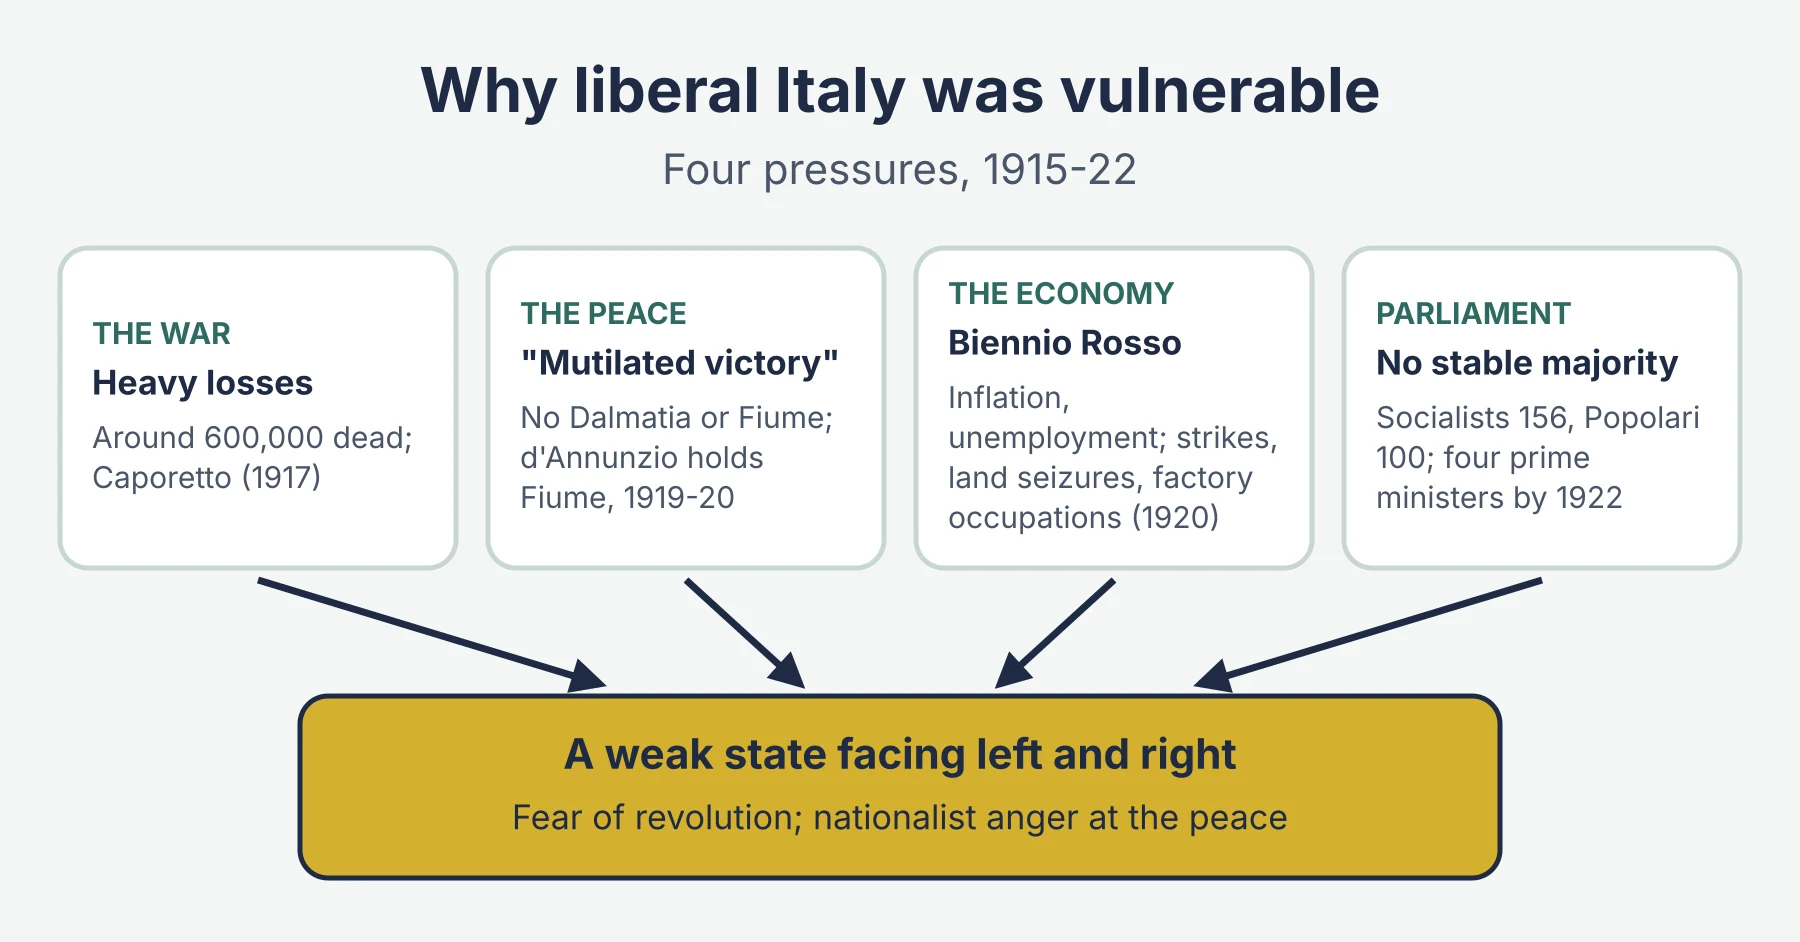 Why liberal Italy was vulnerable
Four pressures, 1915-22
THE WAR
Heavy losses
Around 600,000 dead;
Caporetto (1917)
THE PEACE
"Mutilated victory"
No Dalmatia or Fiume;
d'Annunzio holds
Fiume, 1919-20
THE ECONOMY
Biennio Rosso
Inflation,
unemployment; strikes,
land seizures, factory
occupations (1920)
PARLIAMENT
No stable majority
Socialists 156, Popolari
100; four prime
ministers by 1922
A weak state facing left and right
Fear of revolution; nationalist anger at the peace